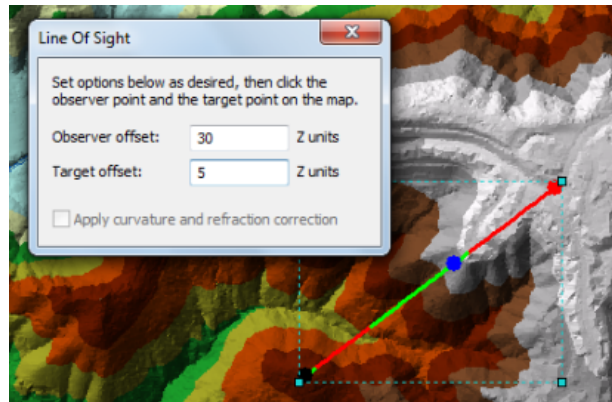 Line Of Sight
Set options below as desired, then click the
observer point and the target point on the map.
Observer offset: 30 Z units
Target offset: 5 Z units
Apply curvature and refraction correction